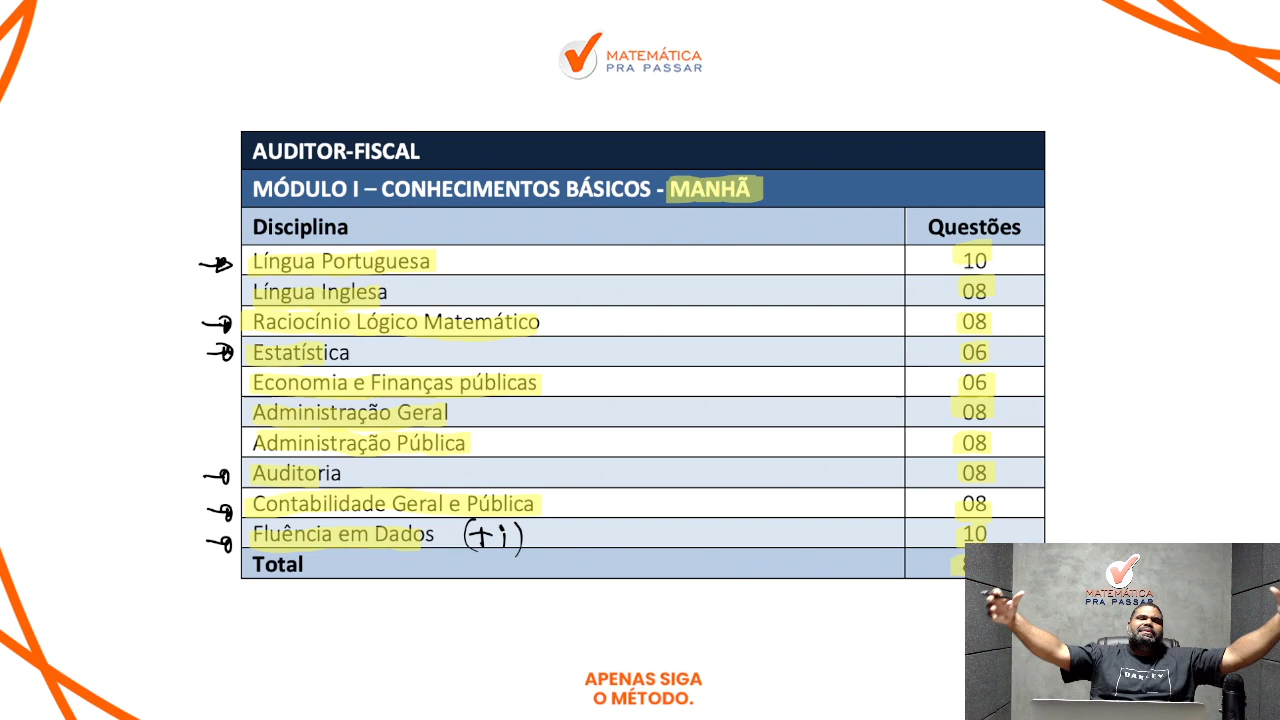 MATEMÁTICA
PRA PASSAR
AUDITOR-FISCAL
MÓDULO I – CONHECIMENTOS BÁSICOS - MANHÃ
Disciplina Questões
Língua Portuguesa 10
Língua Inglesa 08
Raciocínio Lógico Matemático 08
Estatística 06
Economia e Finanças públicas 06
Administração Geral 08
Administração Pública 08
Auditoria 08
Contabilidade Geral e Pública 08
Fluência em Dados (ti) 10
Total
MATEMÁTICA
PRA PASSAR
OAKLEY
APENAS SIGA
O MÉTODO.